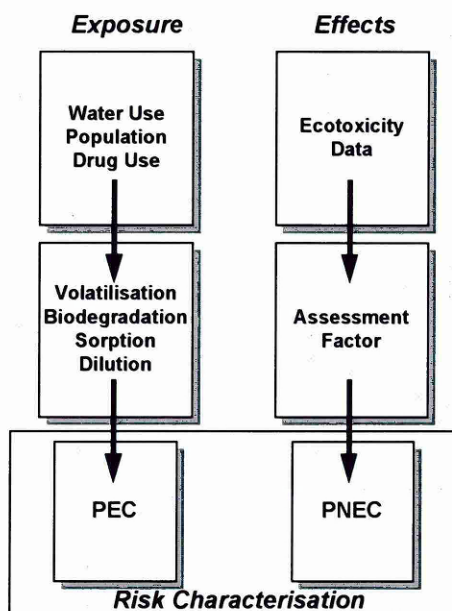 Exposure
Effects
Water Use
Population
Drug Use
Ecotoxicity
Data
Volatilisation
Biodegradation
Sorption
Dilution
Assessment
Factor
PEC
PNEC
Risk Characterisation